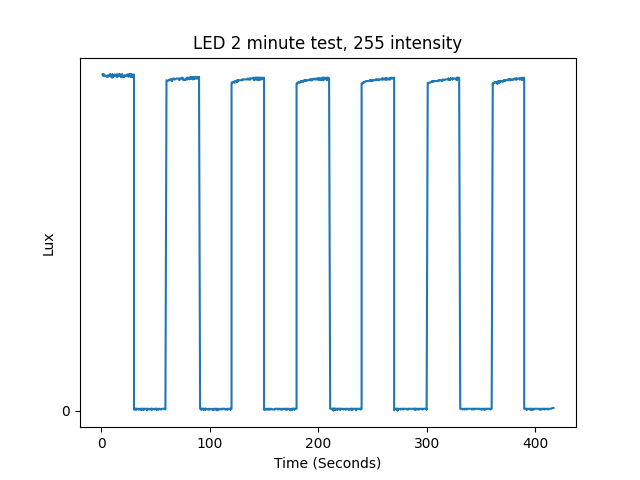 LED 2 minute test, 255 intensity
Lux
0
0 100 200 300 400
Time (Seconds)